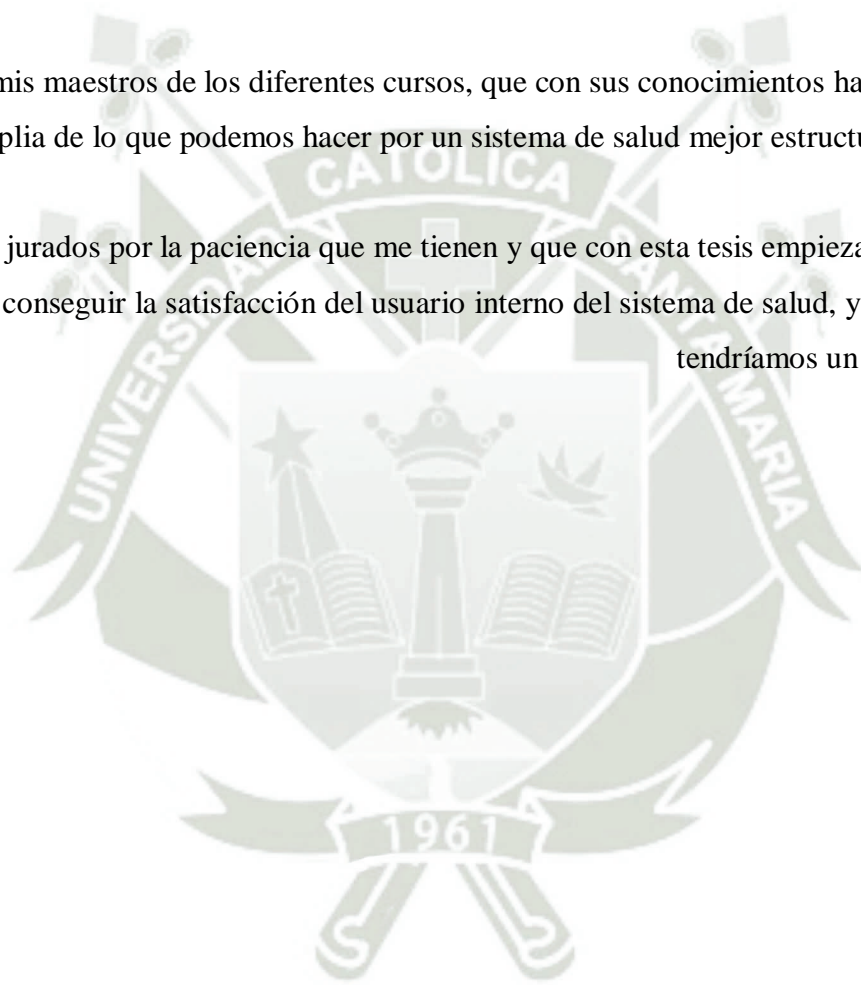 mis maestros de los diferentes cursos, que con sus conocimientos ha
plia de lo que podemos hacer por un sistema de salud mejor estructu
jurados por la paciencia que me tienen y que con esta tesis empieza
conseguir la satisfacción del usuario interno del sistema de salud, y
tendríamos un
UNIVERSIDAD CATOLICA SANTA MARIA
1961